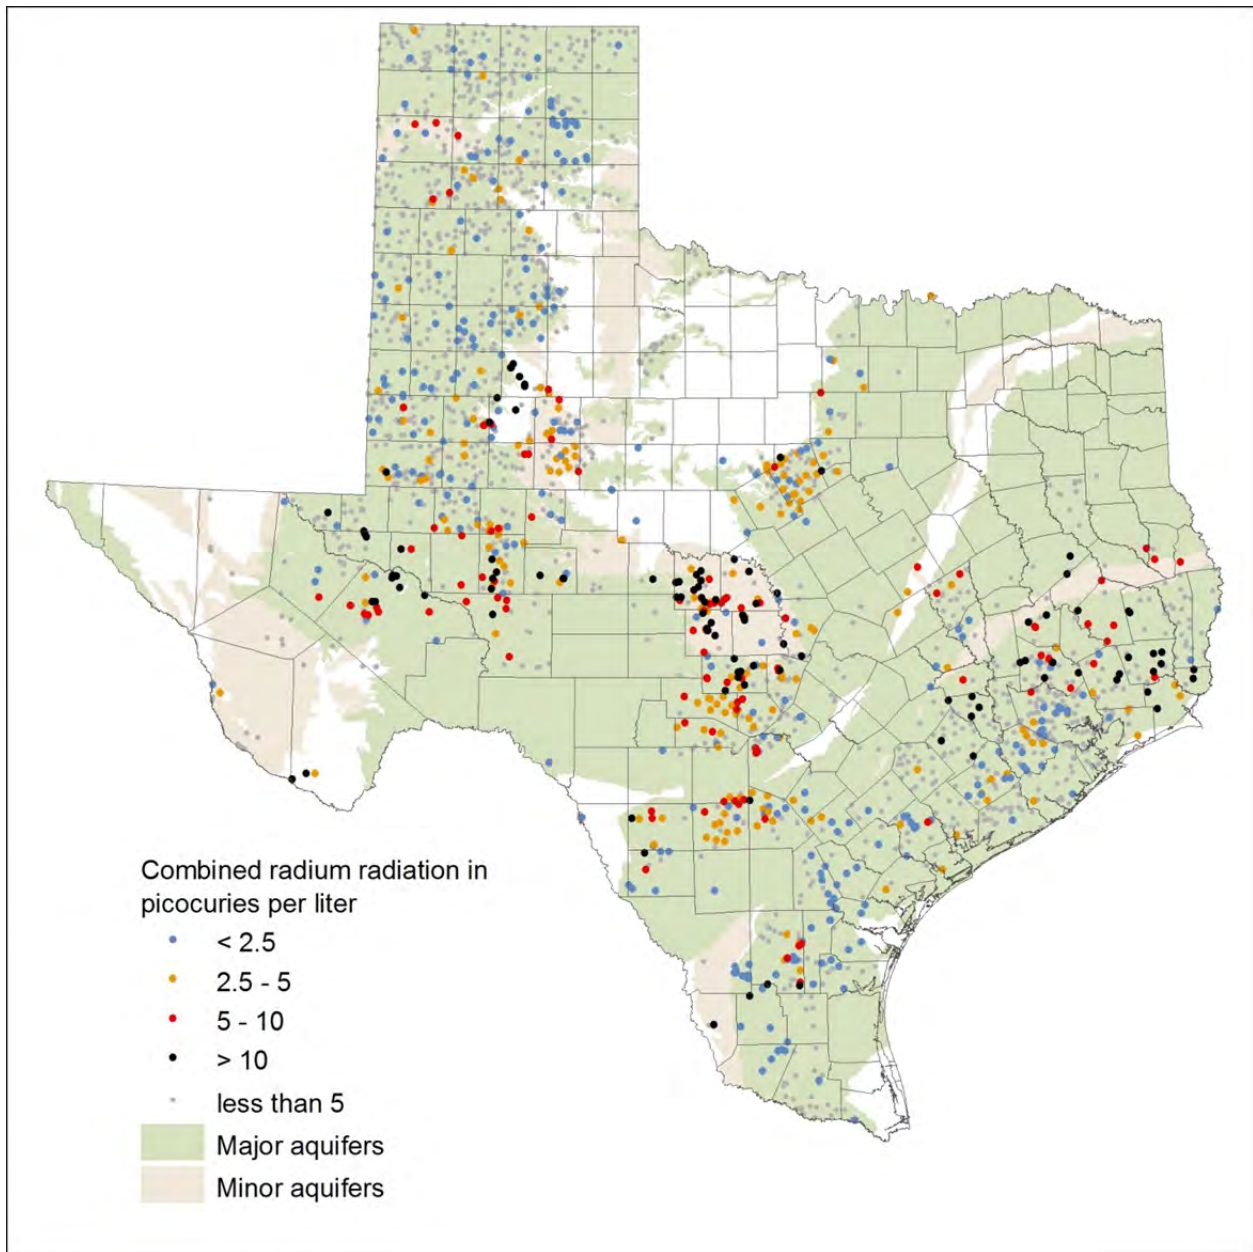 Combined radium radiation in
picocuries per liter
< 2.5
2.5 - 5
5 - 10
> 10
less than 5
Major aquifers
Minor aquifers